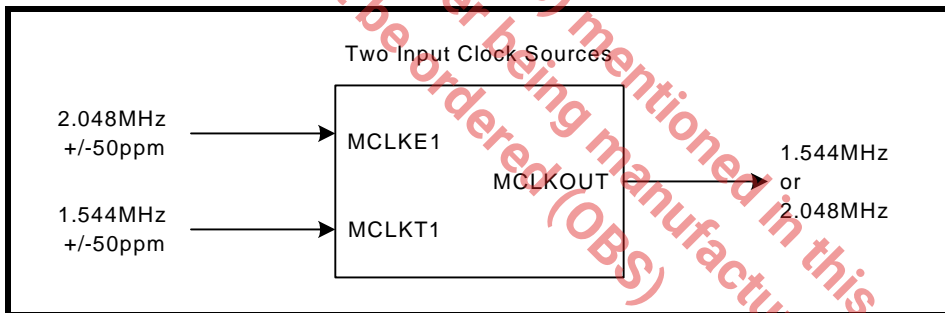 Two Input Clock Sources
2.048MHz
+/-50ppm
MCLKE1
MCLKOUT
1.544MHz
or
2.048MHz
1.544MHz
+/-50ppm
MCLKT1
mentioned in this
er being manufactu
be ordered (OBS)